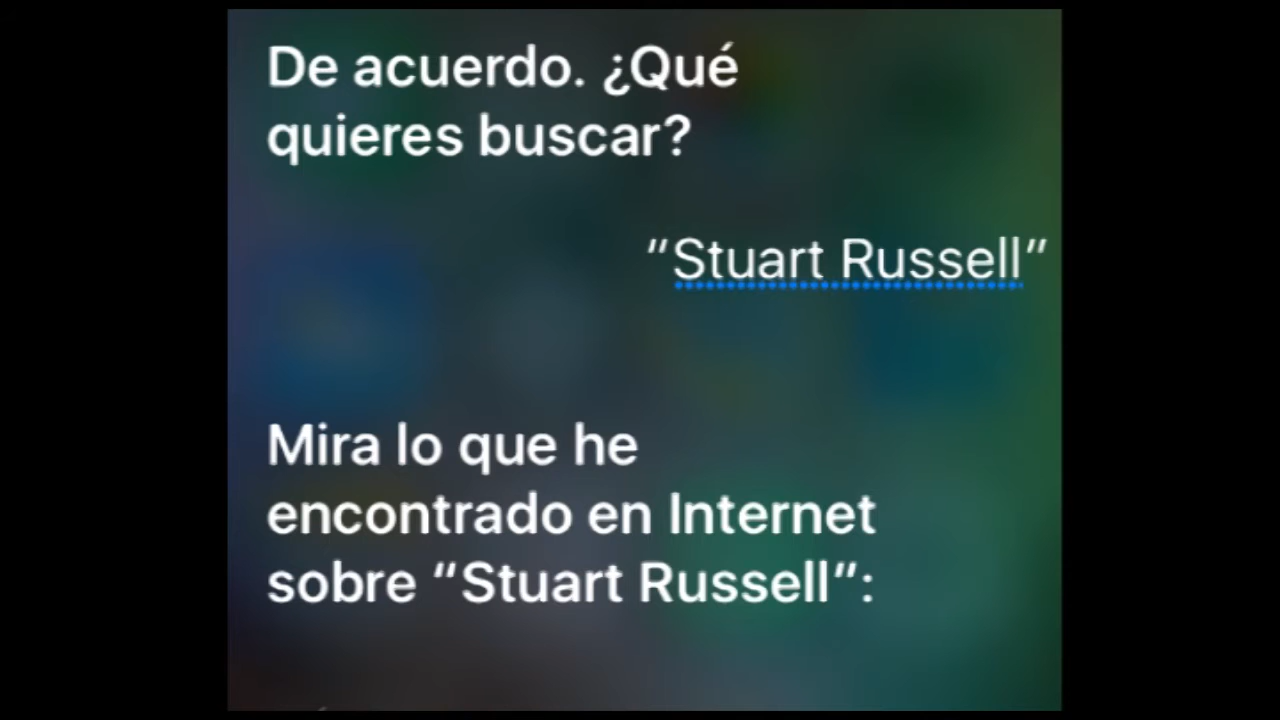 De acuerdo. ¿Qué
quieres buscar?
“Stuart Russell”
Mira lo que he
encontrado en Internet
sobre “Stuart Russell”: